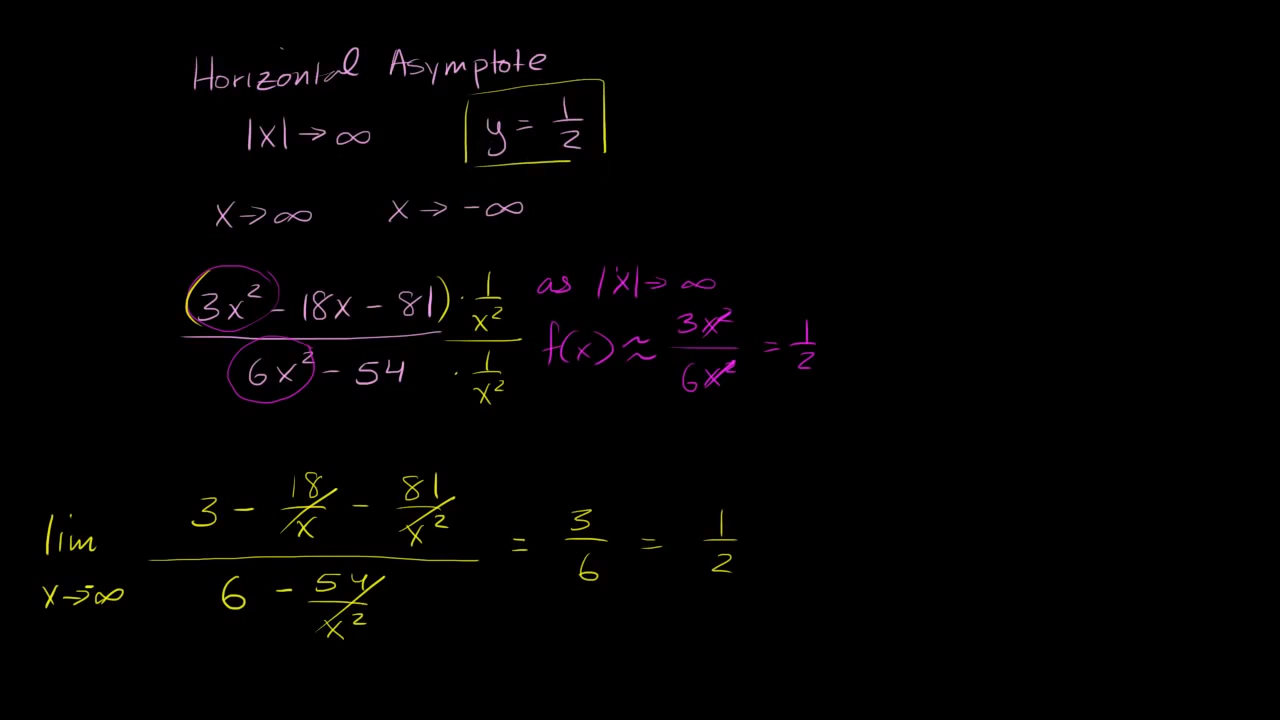 Horizontal Asymptote
|x| → ∞ y = 1/2
x → ∞ x → -∞
(3x² - 18x - 81) · 1/x² as |x| → ∞
6x² - 54 · 1/x² f(x) ≈ 3x²/6x² = 1/2
lim x → -∞ (3 - 18/x - 81/x²)/(6 - 54/x²) = 3/6 = 1/2